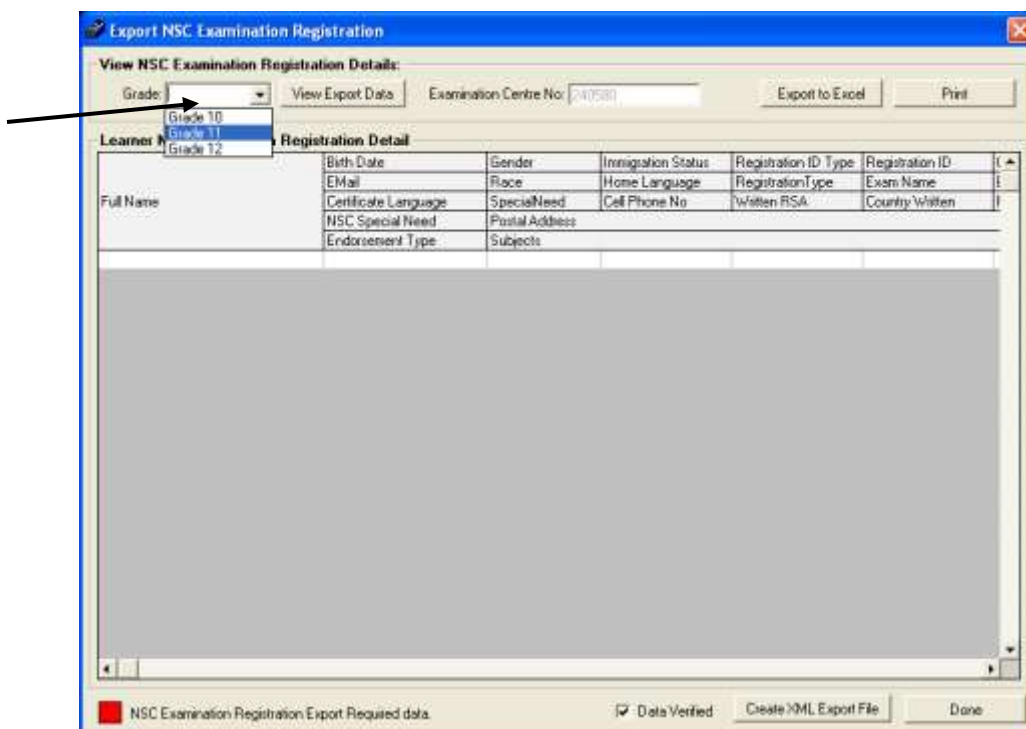 Export NSC Examination Registration
View NSC Examination Registration Details:
Grade: View Export Data Examination Centre No: 240580 Export to Excel Print
Grade 10
Grade 11
Grade 12
Learner Registration Detail
Full Name
Birth Date Gender Immigration Status Registration ID Type Registration ID
EMail Race Home Language RegistrationType Exam Name
Certificate Language SpecialNeed Cell Phone No Written RSA Country Written
NSC Special Need Postal Address
Endorsement Type Subjects
NSC Examination Registration Export Required data. Data Verified Create XML Export File Done